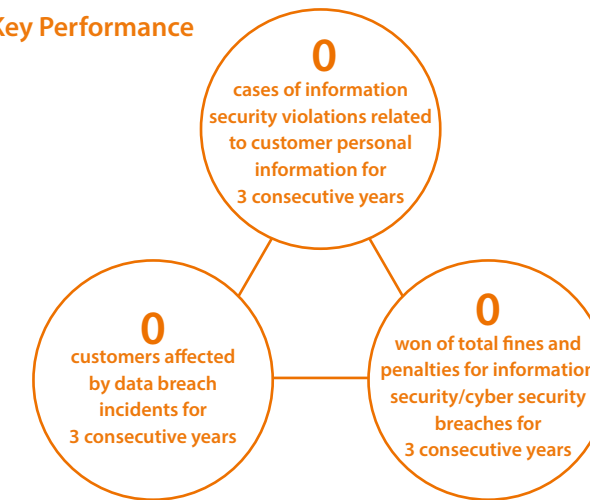 Key Performance
0
cases of information
security violations related
to customer personal
information for
3 consecutive years
0
customers affected
by data breach
incidents for
3 consecutive years
0
won of total fines and
penalties for information
security/cyber security
breaches for
3 consecutive years